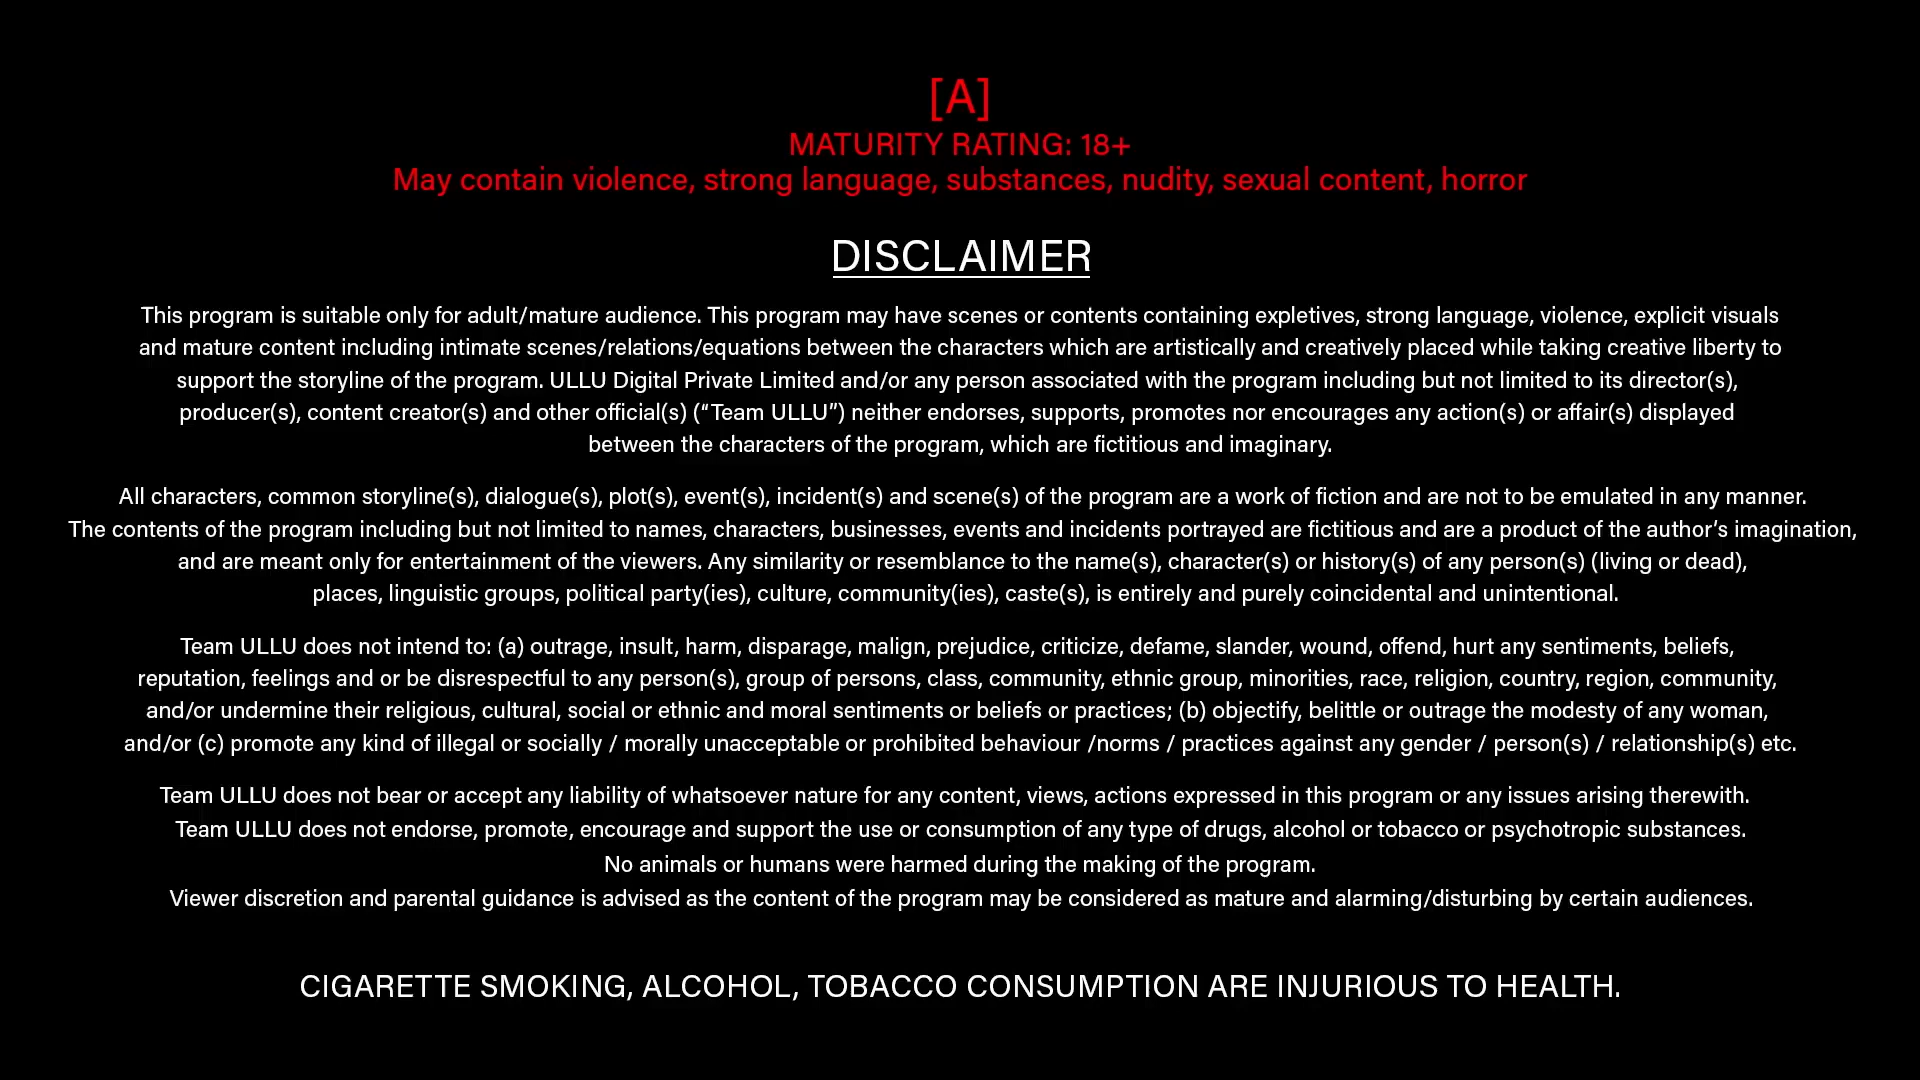 [A]
MATURITY RATING: 18+
May contain violence, strong language, substances, nudity, sexual content, horror
DISCLAIMER
This program is suitable only for adult/mature audience. This program may have scenes or contents containing expletives, strong language, violence, explicit visuals
and mature content including intimate scenes/relations/equations between the characters which are artistically and creatively placed while taking creative liberty to
support the storyline of the program. ULLU Digital Private Limited and/or any person associated with the program including but not limited to its director(s),
producer(s), content creator(s) and other official(s) (“Team ULLU”) neither endorses, supports, promotes nor encourages any action(s) or affair(s) displayed
between the characters of the program, which are fictitious and imaginary.
All characters, common storyline(s), dialogue(s), plot(s), event(s), incident(s) and scene(s) of the program are a work of fiction and are not to be emulated in any manner.
The contents of the program including but not limited to names, characters, businesses, events and incidents portrayed are fictitious and are a product of the author’s imagination,
and are meant only for entertainment of the viewers. Any similarity or resemblance to the name(s), character(s) or history(s) of any person(s) (living or dead),
places, linguistic groups, political party(ies), culture, community(ies), caste(s), is entirely and purely coincidental and unintentional.
Team ULLU does not intend to: (a) outrage, insult, harm, disparage, malign, prejudice, criticize, defame, slander, wound, offend, hurt any sentiments, beliefs,
reputation, feelings and or be disrespectful to any person(s), group of persons, class, community, ethnic group, minorities, race, religion, country, region, community,
and/or undermine their religious, cultural, social or ethnic and moral sentiments or beliefs or practices; (b) objectify, belittle or outrage the modesty of any woman,
and/or (c) promote any kind of illegal or socially / morally unacceptable or prohibited behaviour /norms / practices against any gender / person(s) / relationship(s) etc.
Team ULLU does not bear or accept any liability of whatsoever nature for any content, views, actions expressed in this program or any issues arising therewith.
Team ULLU does not endorse, promote, encourage and support the use or consumption of any type of drugs, alcohol or tobacco or psychotropic substances.
No animals or humans were harmed during the making of the program.
Viewer discretion and parental guidance is advised as the content of the program may be considered as mature and alarming/disturbing by certain audiences.
CIGARETTE SMOKING, ALCOHOL, TOBACCO CONSUMPTION ARE INJURIOUS TO HEALTH.